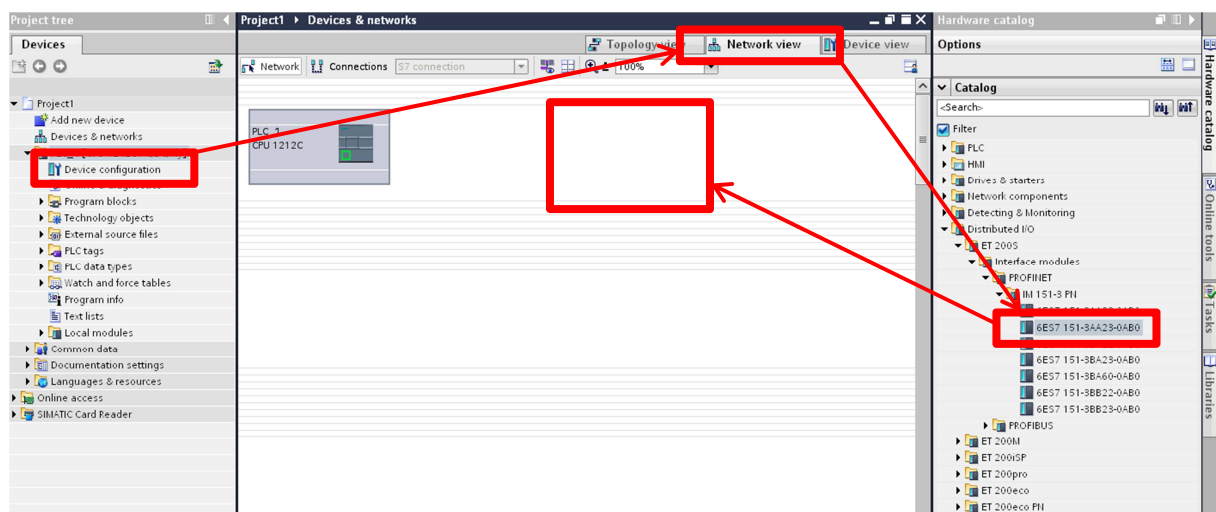 Project tree
Devices
Project1
Add new device
Devices & networks
Device configuration
Program blocks
Technology objects
External source files
PLC tags
PLC data types
Watch and force tables
Program info
Text lists
Local modules
Common data
Documentation settings
Languages & resources
Online access
SIMATIC Card Reader
Project1 Devices & networks
Topology view Network view Device view
Network Connections S7 connection 100%
PLC_1
CPU 1212C
Hardware catalog
Options
Catalog
<Search>
Filter
PLC
HMI
Drives & starters
Network components
Detecting & Monitoring
Distributed I/O
ET 200S
Interface modules
PROFINET
IM 151-3 PN
6ES7 151-3AA23-0AB0
6ES7 151-3BA23-0AB0
6ES7 151-3BA60-0AB0
6ES7 151-3BB22-0AB0
6ES7 151-3BB23-0AB0
PROFIBUS
ET 200M
ET 200iSP
ET 200pro
ET 200eco
ET 200eco PN
Hardware catalog
Online tools
Tasks
Libraries